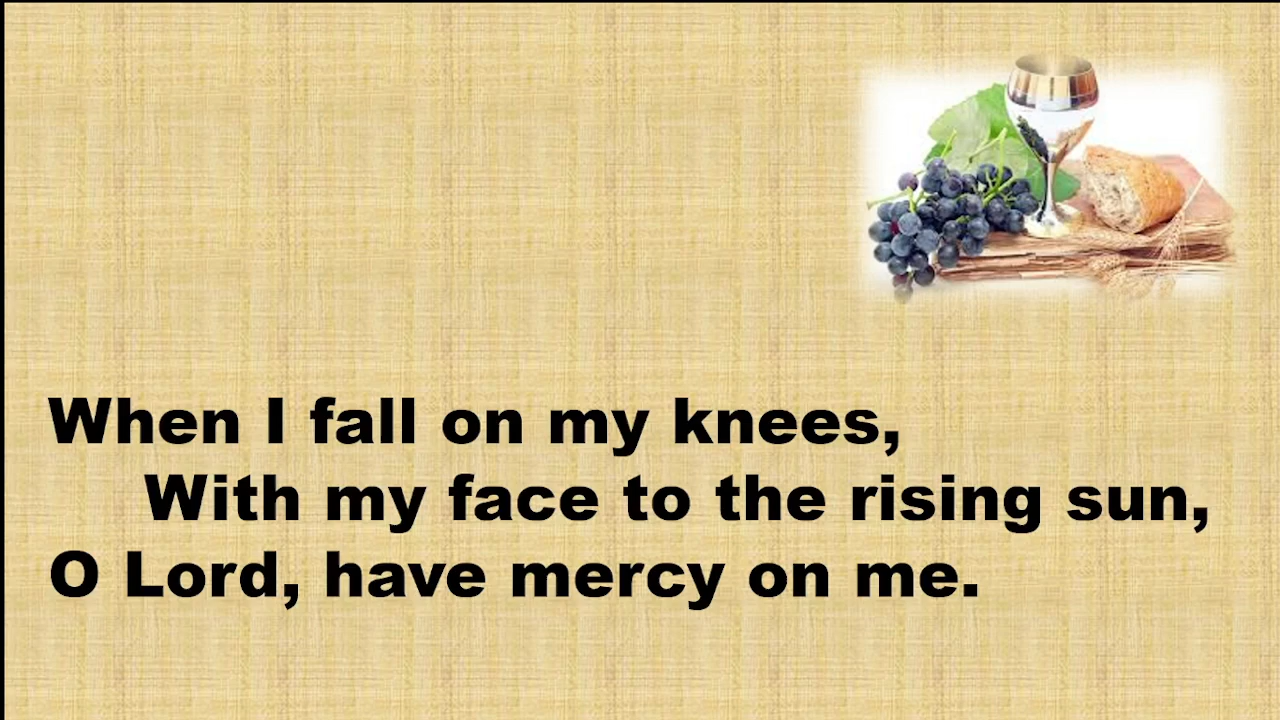 When I fall on my knees,
With my face to the rising sun,
O Lord, have mercy on me.